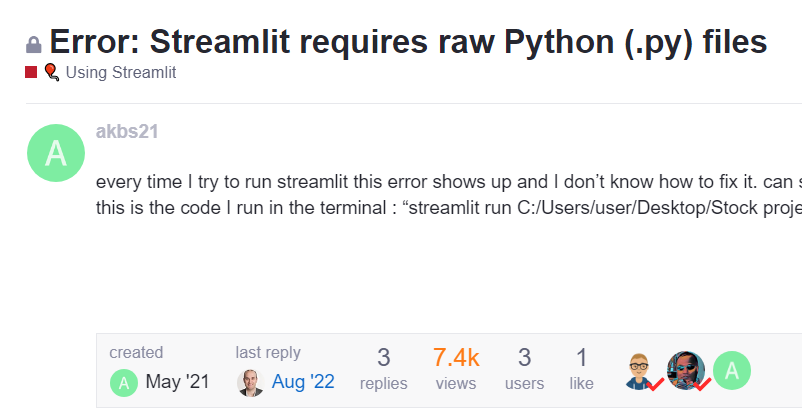 Error: Streamlit requires raw Python (.py) files
Using Streamlit
A
akbs21
every time I try to run streamlit this error shows up and I don’t know how to fix it. can
this is the code I run in the terminal : “streamlit run C:/Users/user/Desktop/Stock proje
created
last reply
3
7.4k
3
1
A
A May '21
Aug '22
replies
views
users
like